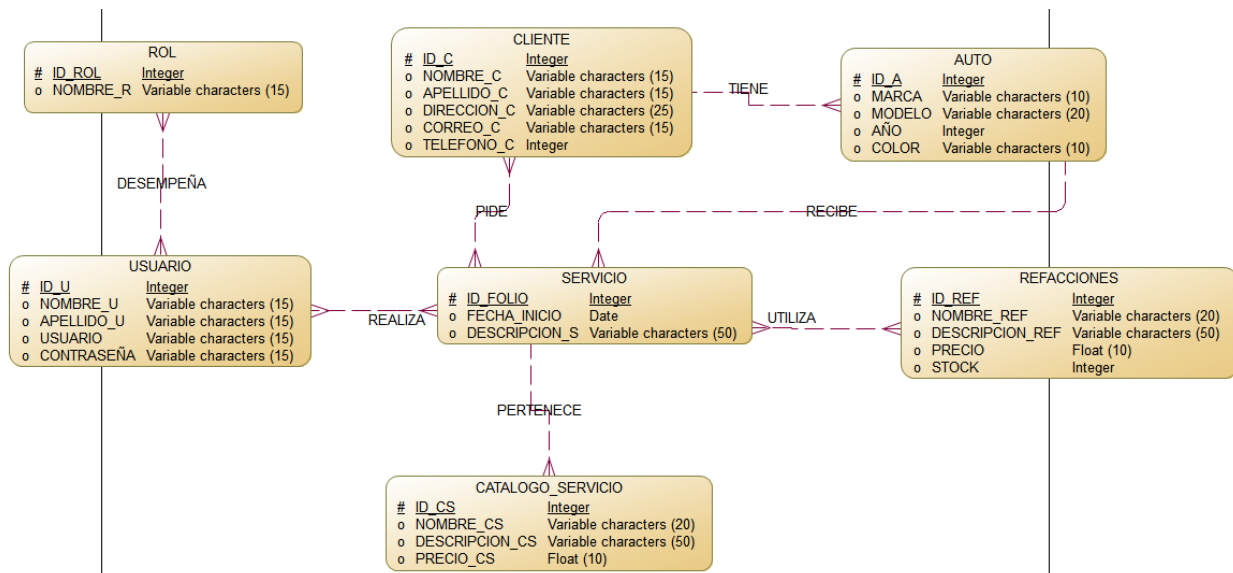 ROL
# ID_ROL Integer
o NOMBRE_R Variable characters (15)
CLIENTE
# ID_C Integer
o NOMBRE_C Variable characters (15)
o APELLIDO_C Variable characters (15)
o DIRECCION_C Variable characters (25)
o CORREO_C Variable characters (15)
o TELEFONO_C Integer
TIENE
AUTO
# ID_A Integer
o MARCA Variable characters (10)
o MODELO Variable characters (20)
o AÑO Integer
o COLOR Variable characters (10)
DESEMPEÑA
PIDE
RECIBE
USUARIO
# ID_U Integer
o NOMBRE_U Variable characters (15)
o APELLIDO_U Variable characters (15)
o USUARIO Variable characters (15)
o CONTRASEÑA Variable characters (15)
REALIZA
SERVICIO
# ID_FOLIO Integer
o FECHA_INICIO Date
o DESCRIPCION_S Variable characters (50)
UTILIZA
REFACCIONES
# ID_REF Integer
o NOMBRE_REF Variable characters (20)
o DESCRIPCION_REF Variable characters (50)
o PRECIO Float (10)
o STOCK Integer
PERTENECE
CATALOGO_SERVICIO
# ID_CS Integer
o NOMBRE_CS Variable characters (20)
o DESCRIPCION_CS Variable characters (50)
o PRECIO_CS Float (10)